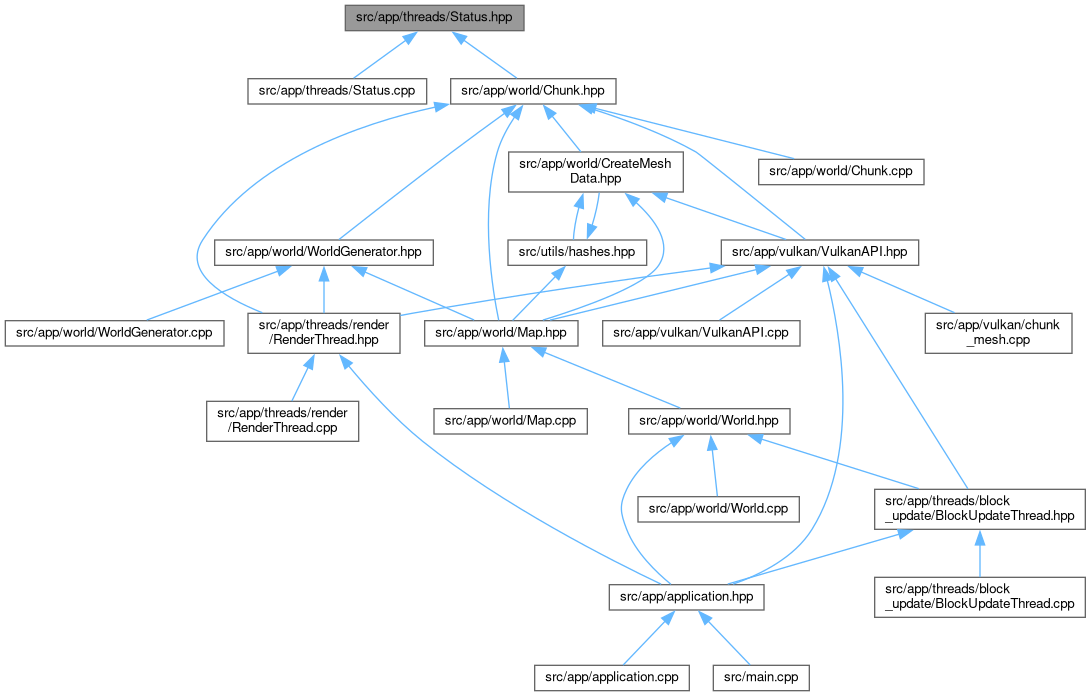 src/app/threads/Status.hpp
src/app/threads/Status.cpp
src/app/world/Chunk.hpp
src/app/world/CreateMesh
Data.hpp
src/app/world/Chunk.cpp
src/app/world/WorldGenerator.hpp
src/utils/hashes.hpp
src/app/vulkan/VulkanAPI.hpp
src/app/world/WorldGenerator.cpp
src/app/threads/render
/RenderThread.hpp
src/app/world/Map.hpp
src/app/vulkan/VulkanAPI.cpp
src/app/vulkan/chunk
_mesh.cpp
src/app/threads/render
/RenderThread.cpp
src/app/world/Map.cpp
src/app/world/World.hpp
src/app/world/World.cpp
src/app/threads/block
_update/BlockUpdateThread.hpp
src/app/application.hpp
src/app/threads/block
_update/BlockUpdateThread.cpp
src/app/application.cpp
src/main.cpp